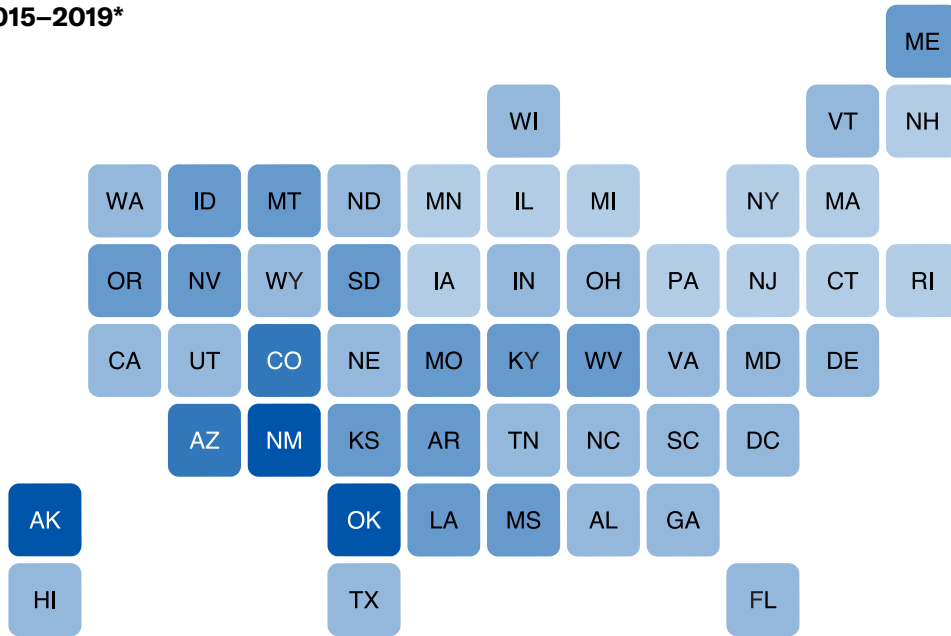 015–2019*
ME
WI VT NH
WA ID MT ND MN IL MI NY MA
OR NV WY SD IA IN OH PA NJ CT RI
CA UT CO NE MO KY WV VA MD DE
AZ NM KS AR TN NC SC DC
AK OK LA MS AL GA
HI TX FL